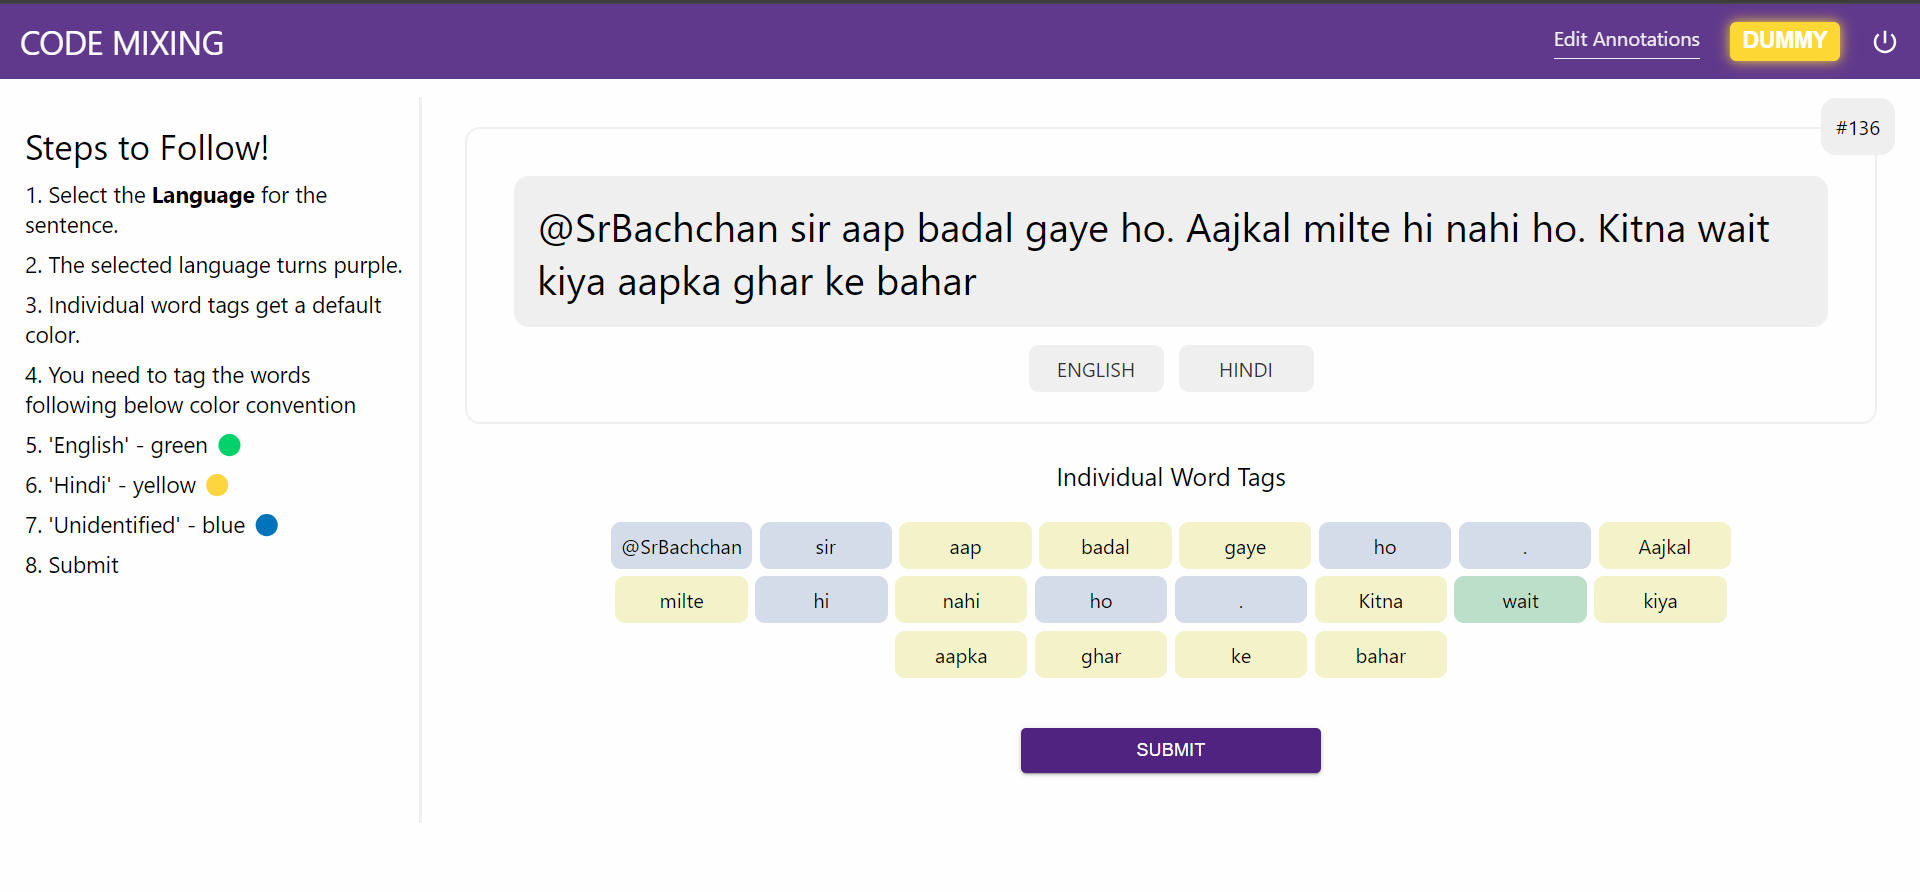 CODE MIXING
Edit Annotations
DUMMY
Steps to Follow!
1. Select the Language for the
sentence.
2. The selected language turns purple.
3. Individual word tags get a default
color.
4. You need to tag the words
following below color convention
5. 'English' - green
6. 'Hindi' - yellow
7. 'Unidentified' - blue
8. Submit
#136
@SrBachchan sir aap badal gaye ho. Aajkal milte hi nahi ho. Kitna wait
kiya aapka ghar ke bahar
ENGLISH HINDI
Individual Word Tags
@SrBachchan sir aap badal gaye ho . Aajkal
milte hi nahi ho . Kitna wait kiya
aapka ghar ke bahar
SUBMIT